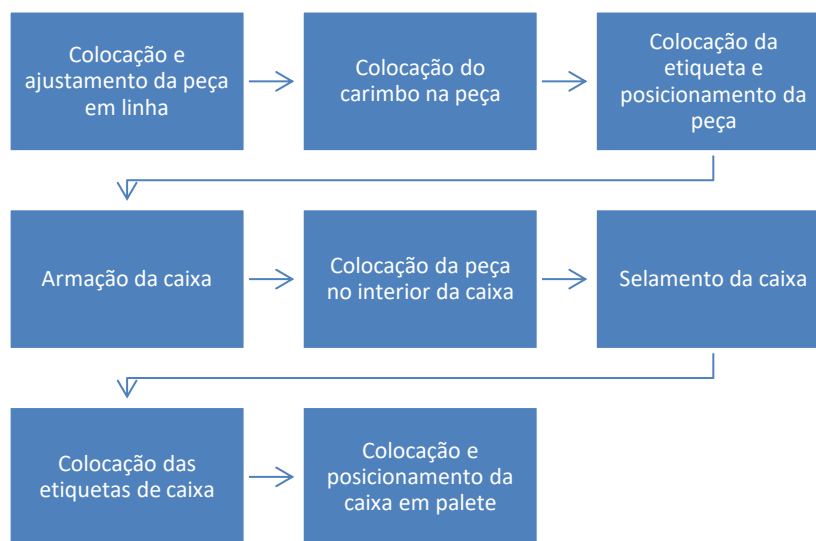 Colocação e
ajustamento da peça
em linha
Colocação do
carimbo na peça
Colocação da
etiqueta e
posicionamento da
peça
Armação da caixa
Colocação da peça
no interior da caixa
Selamento da caixa
Colocação das
etiquetas de caixa
Colocação e
posicionamento da
caixa em palete